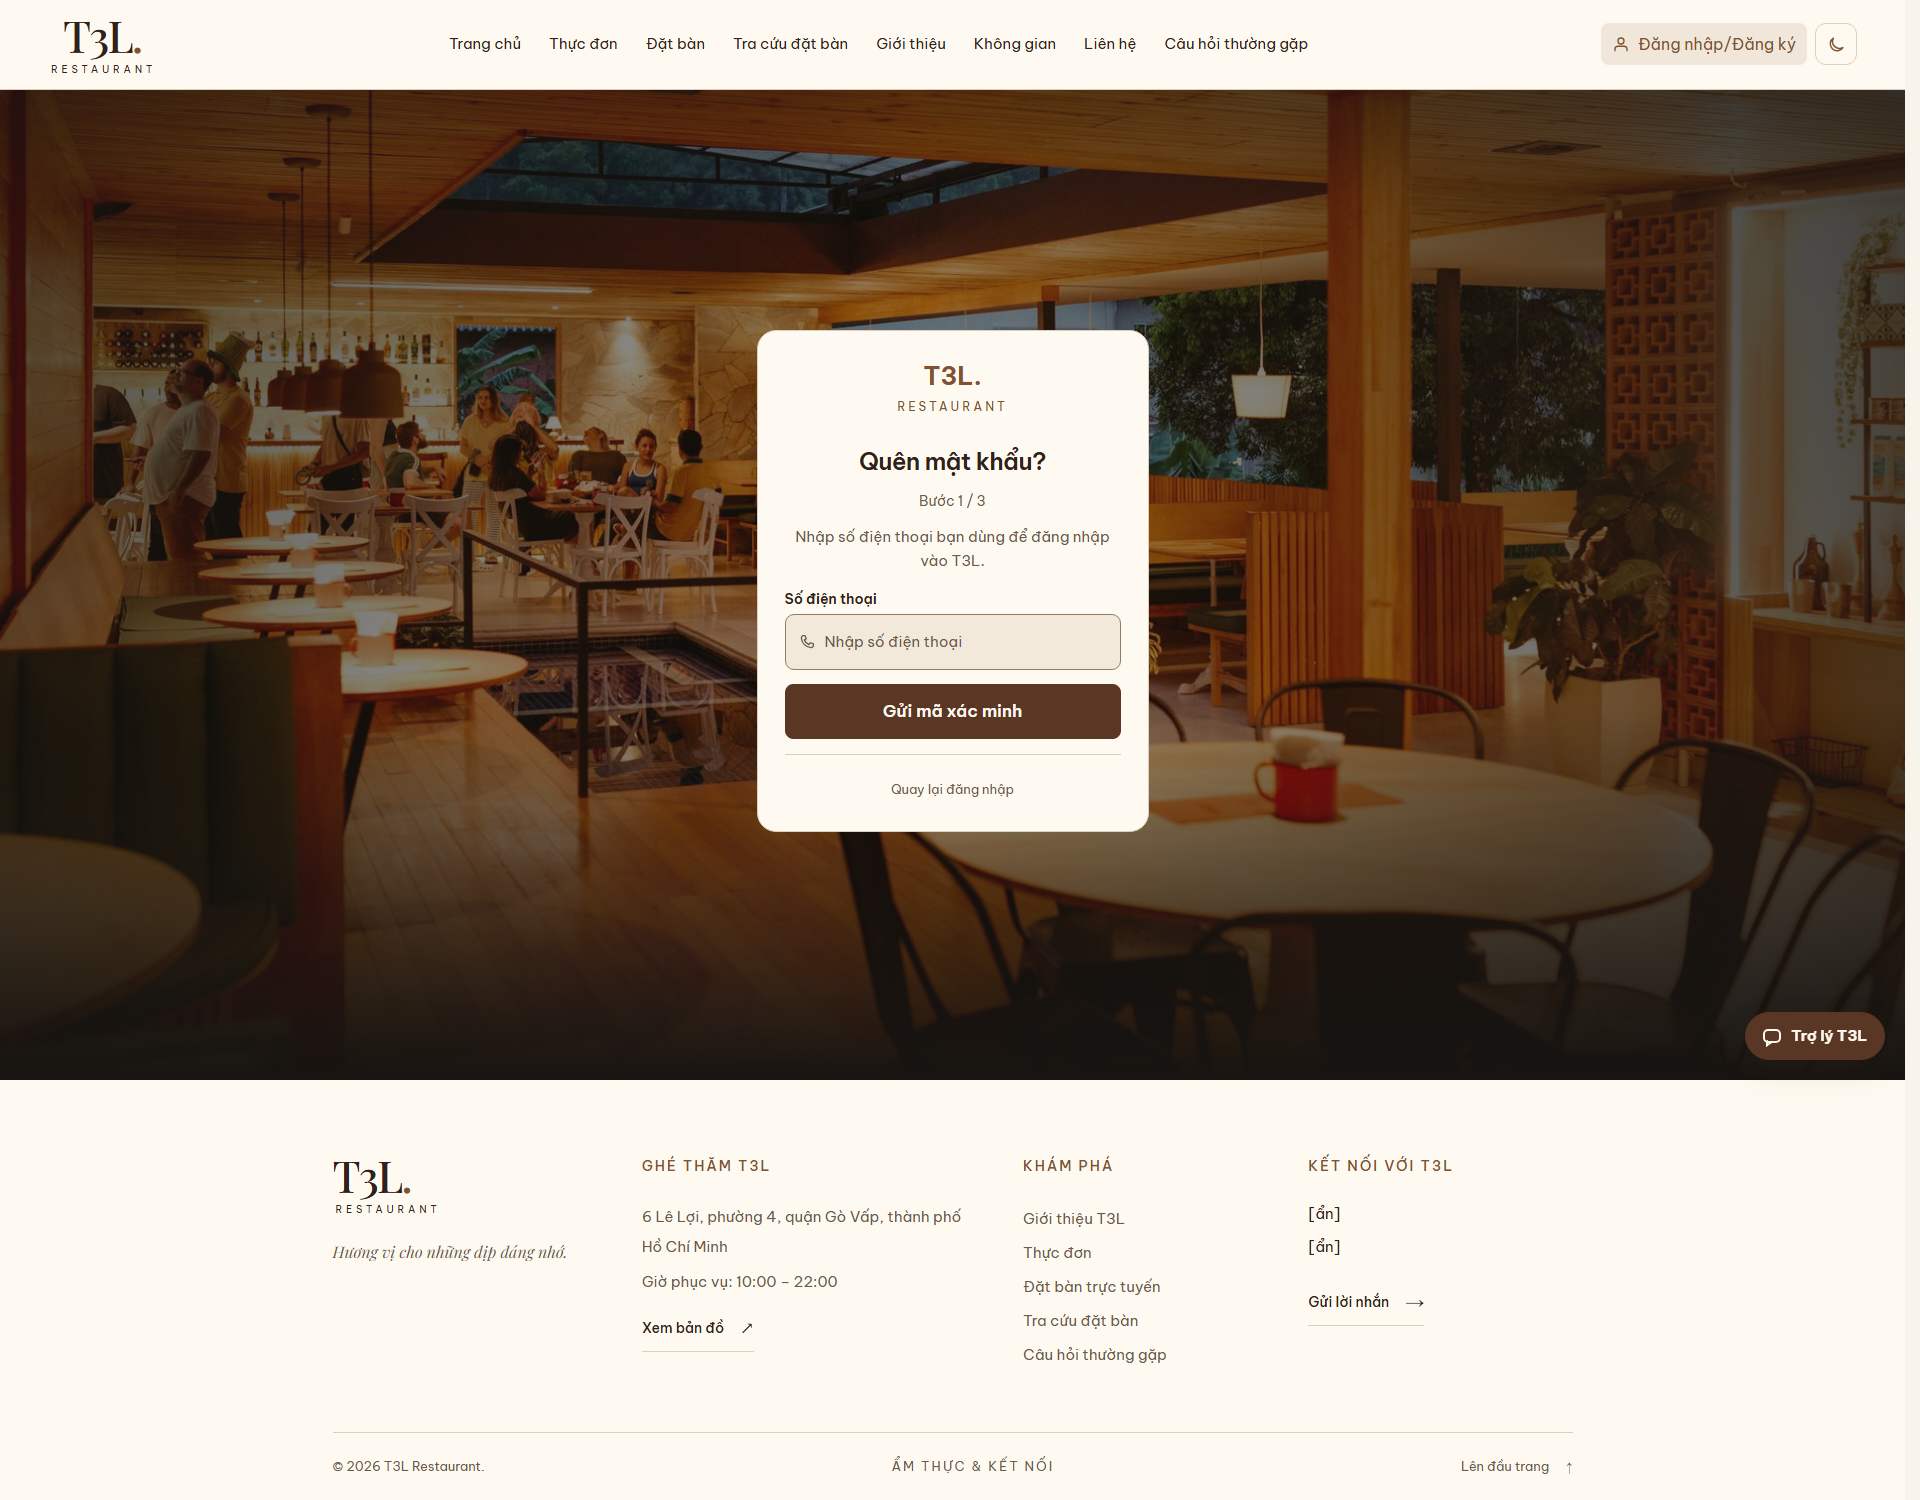 T3L.
RESTAURANT
Trang chủ
Thực đơn
Đặt bàn
Tra cứu đặt bàn
Giới thiệu
Không gian
Liên hệ
Câu hỏi thường gặp
Đăng nhập/Đăng ký
T3L.
RESTAURANT
Quên mật khẩu?
Bước 1 / 3
Nhập số điện thoại bạn dùng để đăng nhập
vào T3L.
Số điện thoại
Nhập số điện thoại
Gửi mã xác minh
Quay lại đăng nhập
Trợ lý T3L
T3L.
RESTAURANT
Hương vị cho những dịp đáng nhớ.
GHÉ THĂM T3L
6 Lê Lợi, phường 4, quận Gò Vấp, thành phố
Hồ Chí Minh
Giờ phục vụ: 10:00 – 22:00
Xem bản đồ ↗
KHÁM PHÁ
Giới thiệu T3L
Thực đơn
Đặt bàn trực tuyến
Tra cứu đặt bàn
Câu hỏi thường gặp
KẾT NỐI VỚI T3L
[ẩn]
[ẩn]
Gửi lời nhắn →
© 2026 T3L Restaurant.
ẨM THỰC & KẾT NỐI
Lên đầu trang ↑